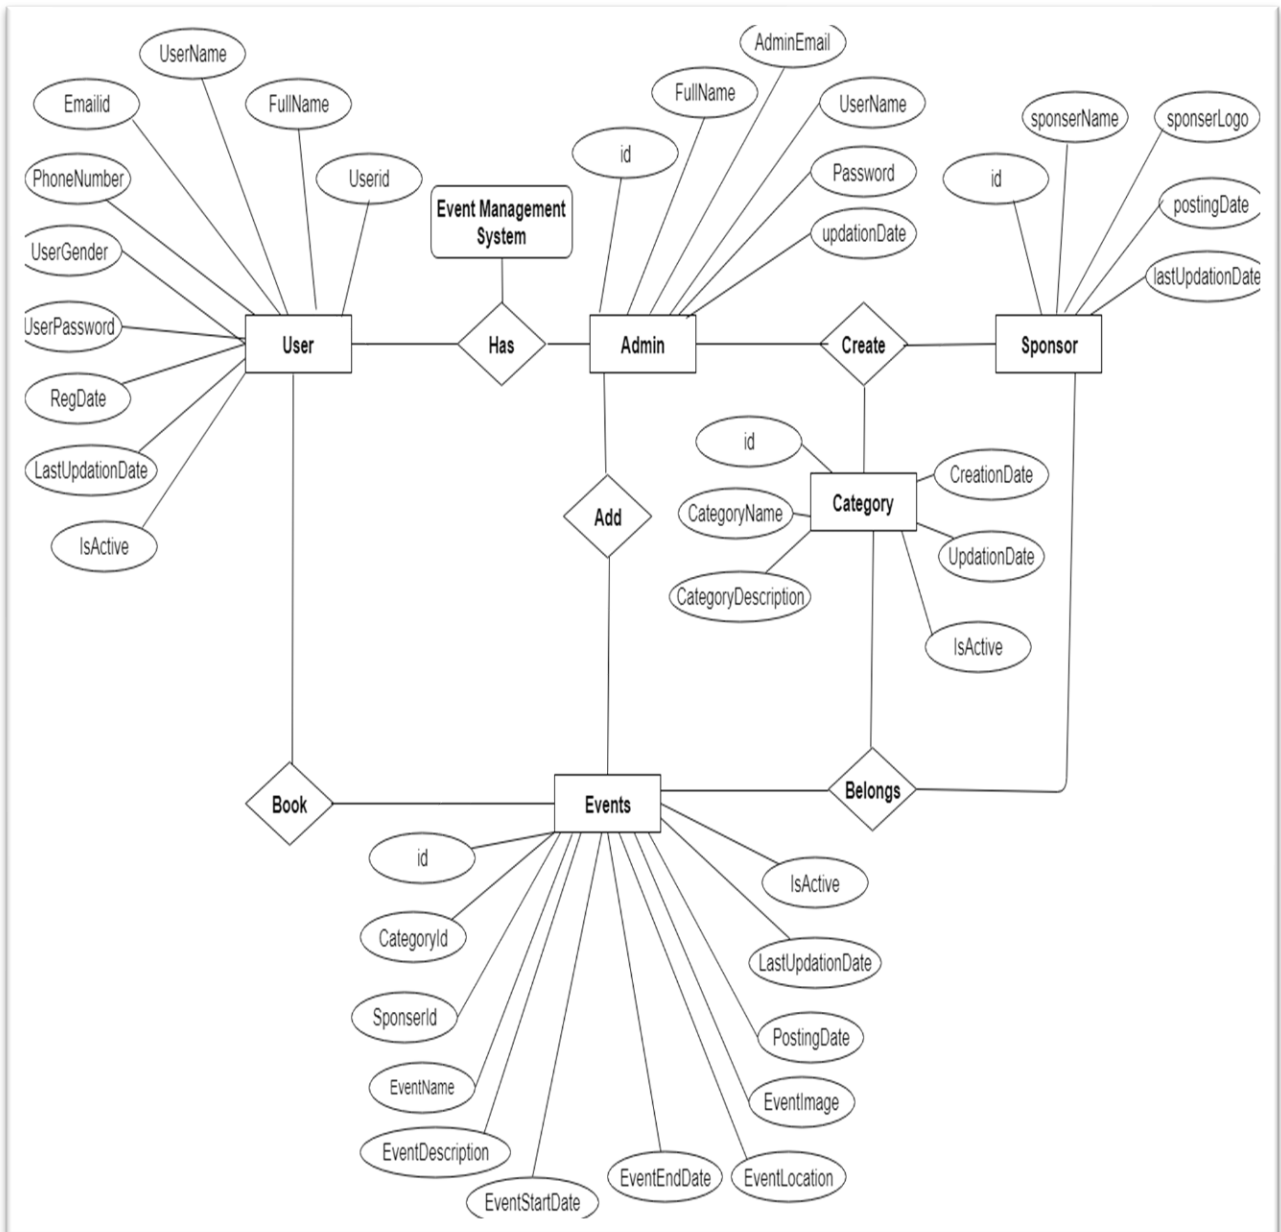 AdminEmail
UserName
FullName
UserName
Emailid
FullName
sponserName
sponserLogo
id
Password
PhoneNumber
Userid
id
Event Management
System
postingDate
updationDate
UserGender
lastUpdationDate
UserPassword
User
Has
Admin
Create
Sponsor
RegDate
id
LastUpdationDate
CreationDate
Category
CategoryName
Add
IsActive
UpdationDate
CategoryDescription
IsActive
Belongs
Book
Events
id
IsActive
CategoryId
LastUpdationDate
SponserId
PostingDate
EventName
EventImage
EventDescription
EventEndDate
EventLocation
EventStartDate